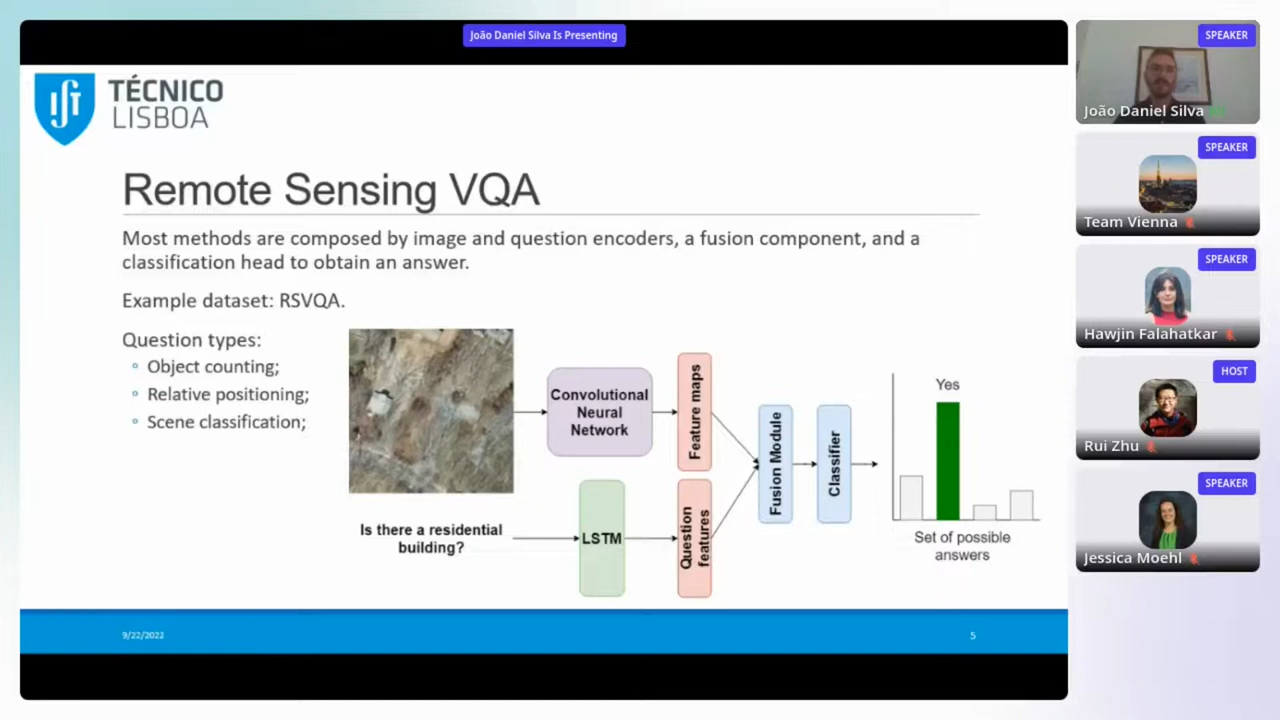 João Daniel Silva Is Presenting
TÉCNICO
LISBOA
Remote Sensing VQA
Most methods are composed by image and question encoders, a fusion component, and a
classification head to obtain an answer.
Example dataset: RSVQA.
Question types:
Object counting;
Relative positioning;
Scene classification;
Convolutional
Neural
Network
Feature maps
Is there a residential
building?
LSTM
Question
features
Fusion Module
Classifier
Yes
Set of possible
answers
9/22/2022
5
SPEAKER
João Daniel Silva
SPEAKER
Team Vienna
SPEAKER
Hawjin Falahatkar
HOST
Rui Zhu
SPEAKER
Jessica Moehl